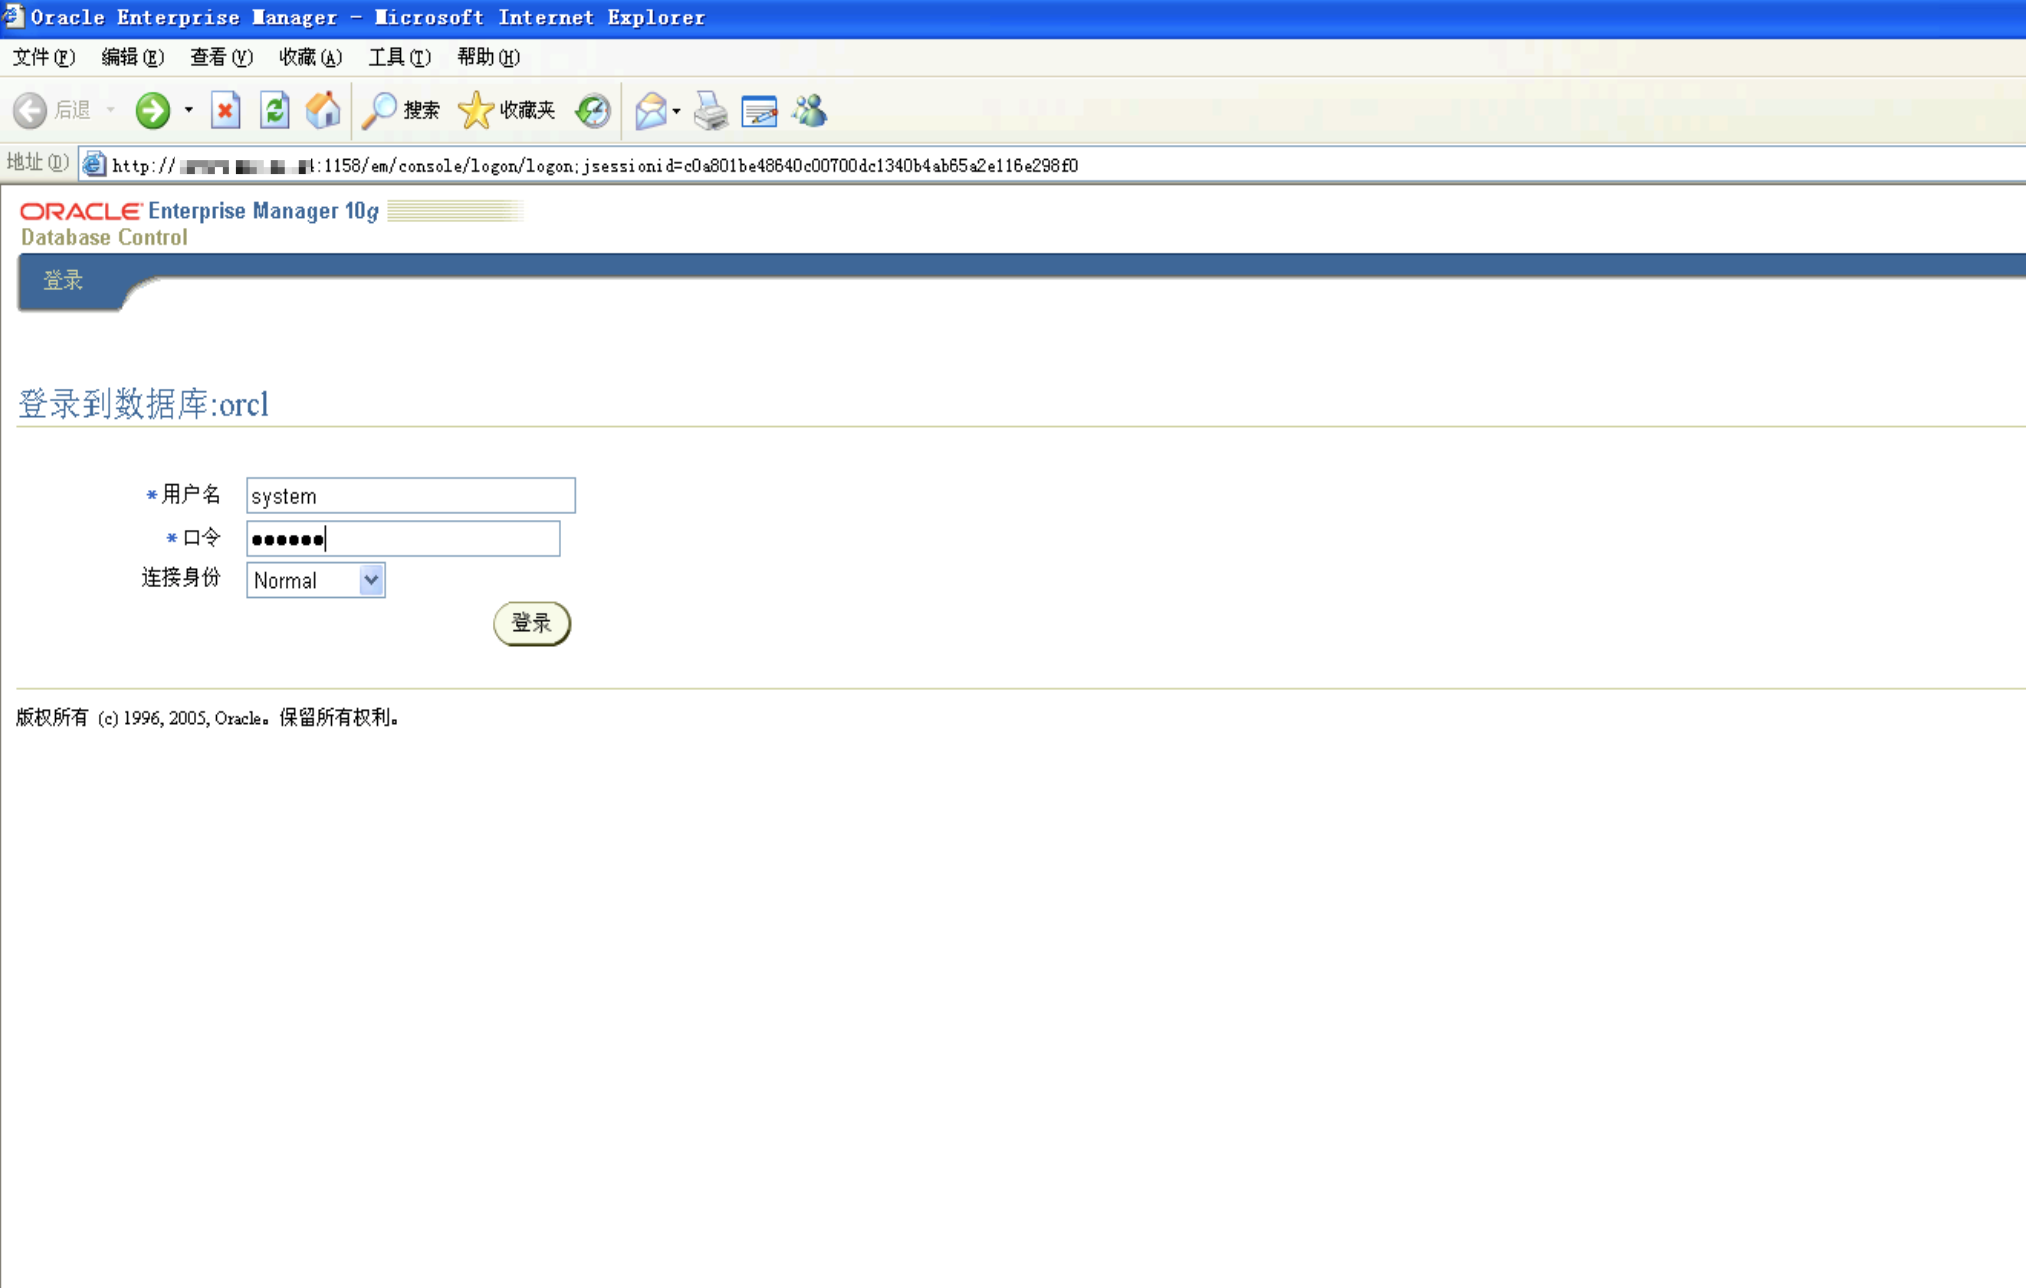 Oracle Enterprise Manager - Microsoft Internet Explorer
文件(F) 编辑(E) 查看(V) 收藏(A) 工具(T) 帮助(H)
后退 搜索 收藏夹
地址(D) http:// :1158/em/console/logon/logon;jsessionid=c0a801be48640c00700dc1340b4ab65a2e116e298f0
ORACLE Enterprise Manager 10g
Database Control
登录
登录到数据库:orcl
*用户名 system
*口令 ••••••
连接身份 Normal
登录
版权所有 (c) 1996, 2005, Oracle。保留所有权利。